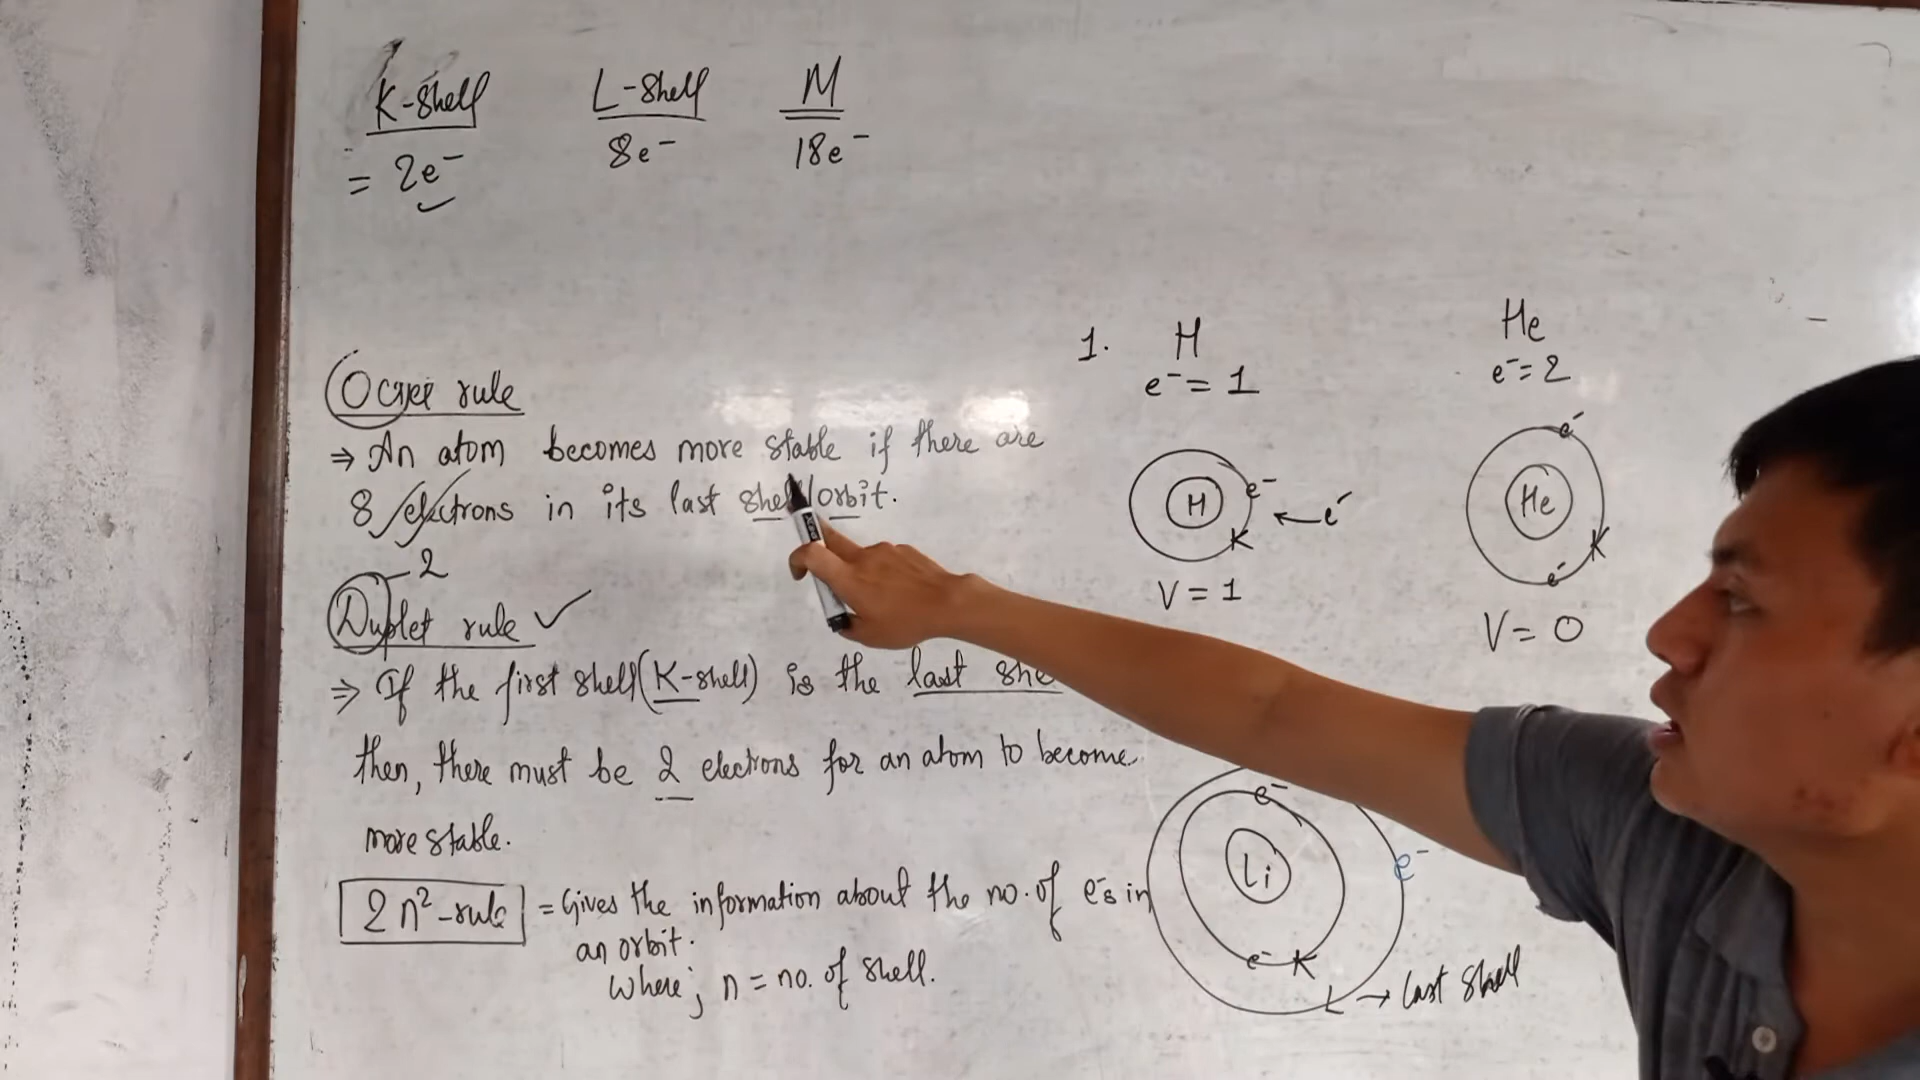 K-shell L-shell M
= 2e⁻ 8e⁻ 18e⁻
Octet rule
⇒ An atom becomes more stable if there are
8 electrons in its last shell/orbit.
2
Duplet rule ✓
⇒ If the first shell (K-shell) is the last she
then, there must be 2 electrons for an atom to become
more stable.
2n²-rule = Gives the information about the no. of e⁻s in
an orbit.
Where; n = no. of shell.
1. H
e⁻ = 1
H e⁻ ← e⁻
K
V = 1
He
e⁻ = 2
e⁻
He
K
e⁻
V = 0
e⁻
Li e⁻
e⁻ K
L → last shell